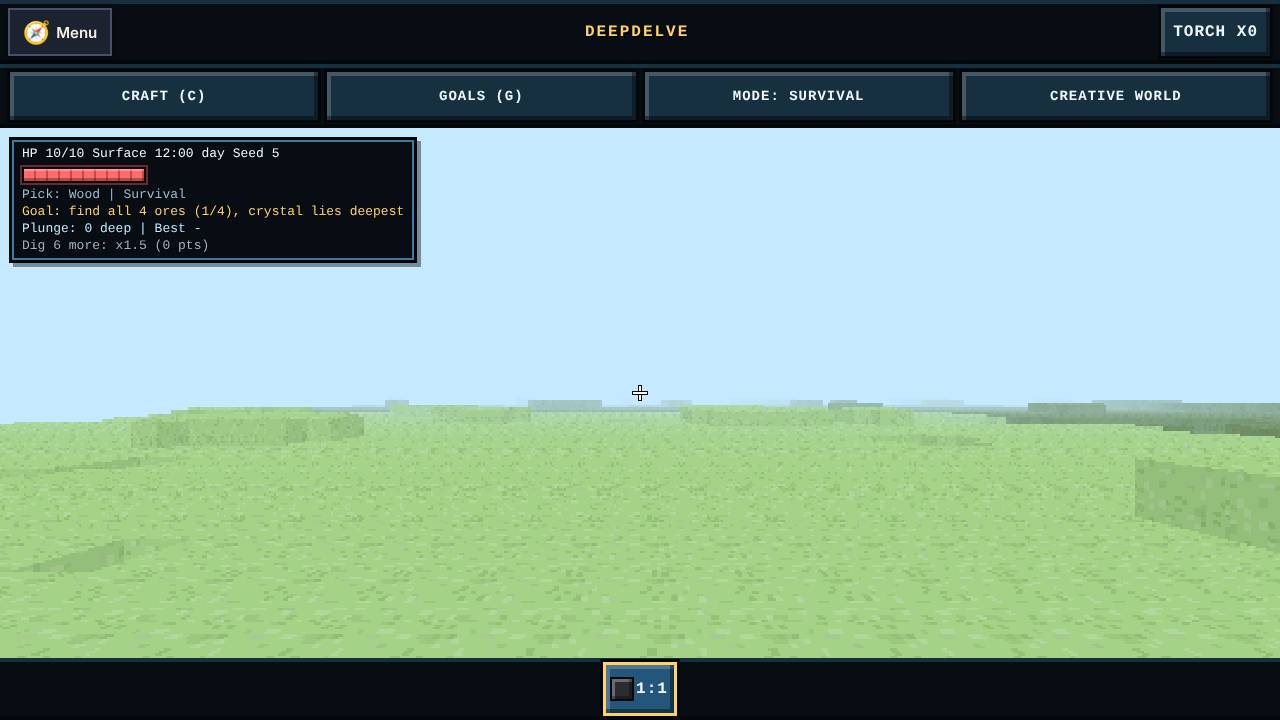 Menu
DEEPDELVE
TORCH X0
CRAFT (C)
GOALS (G)
MODE: SURVIVAL
CREATIVE WORLD
HP 10/10 Surface 12:00 day Seed 5
Pick: Wood | Survival
Goal: find all 4 ores (1/4), crystal lies deepest
Plunge: 0 deep | Best -
Dig 6 more: x1.5 (0 pts)
1:1